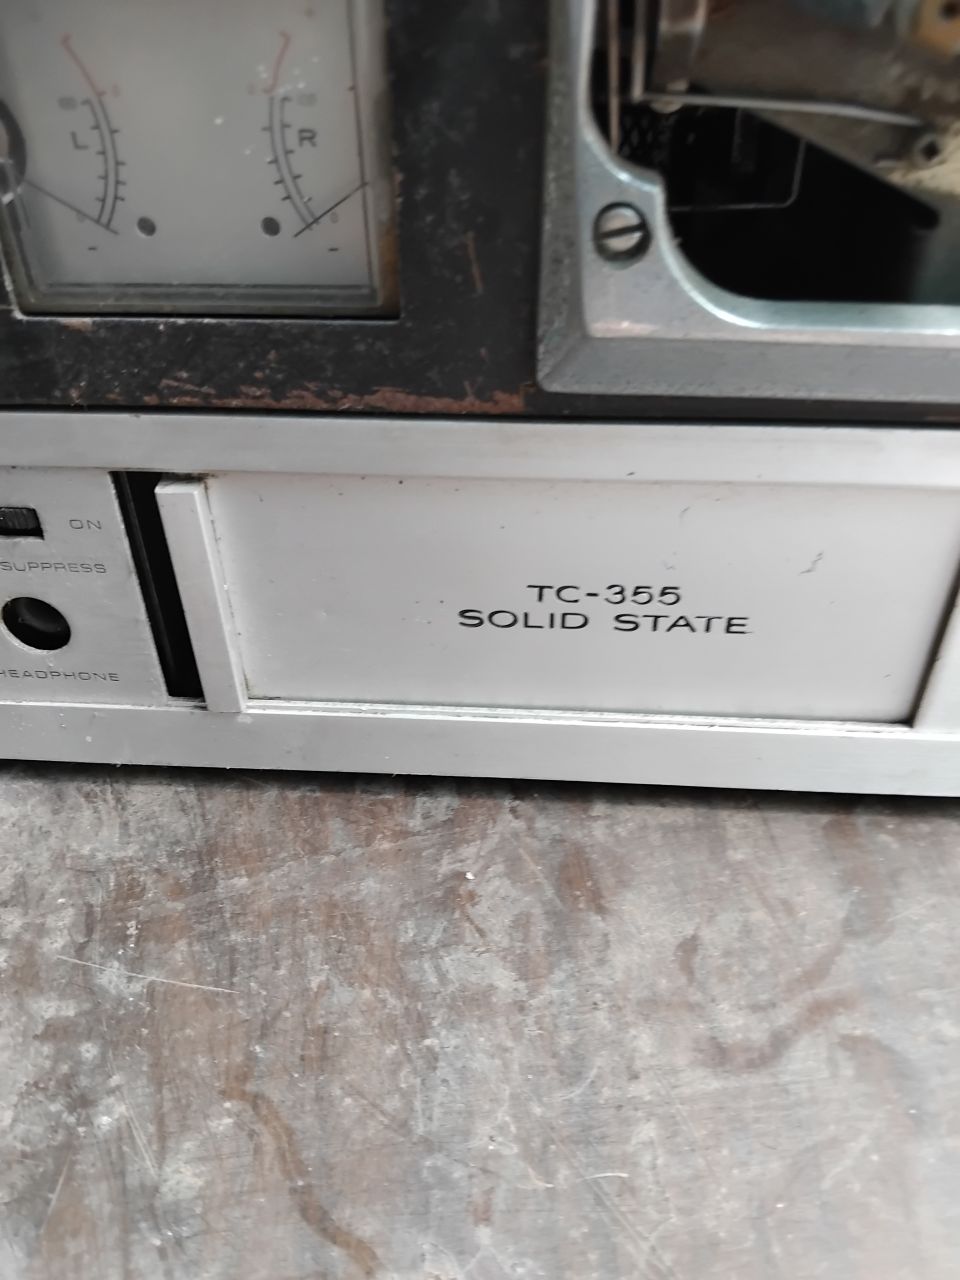 L R
ON
SUPPRESS
HEADPHONE
TC-355
SOLID STATE